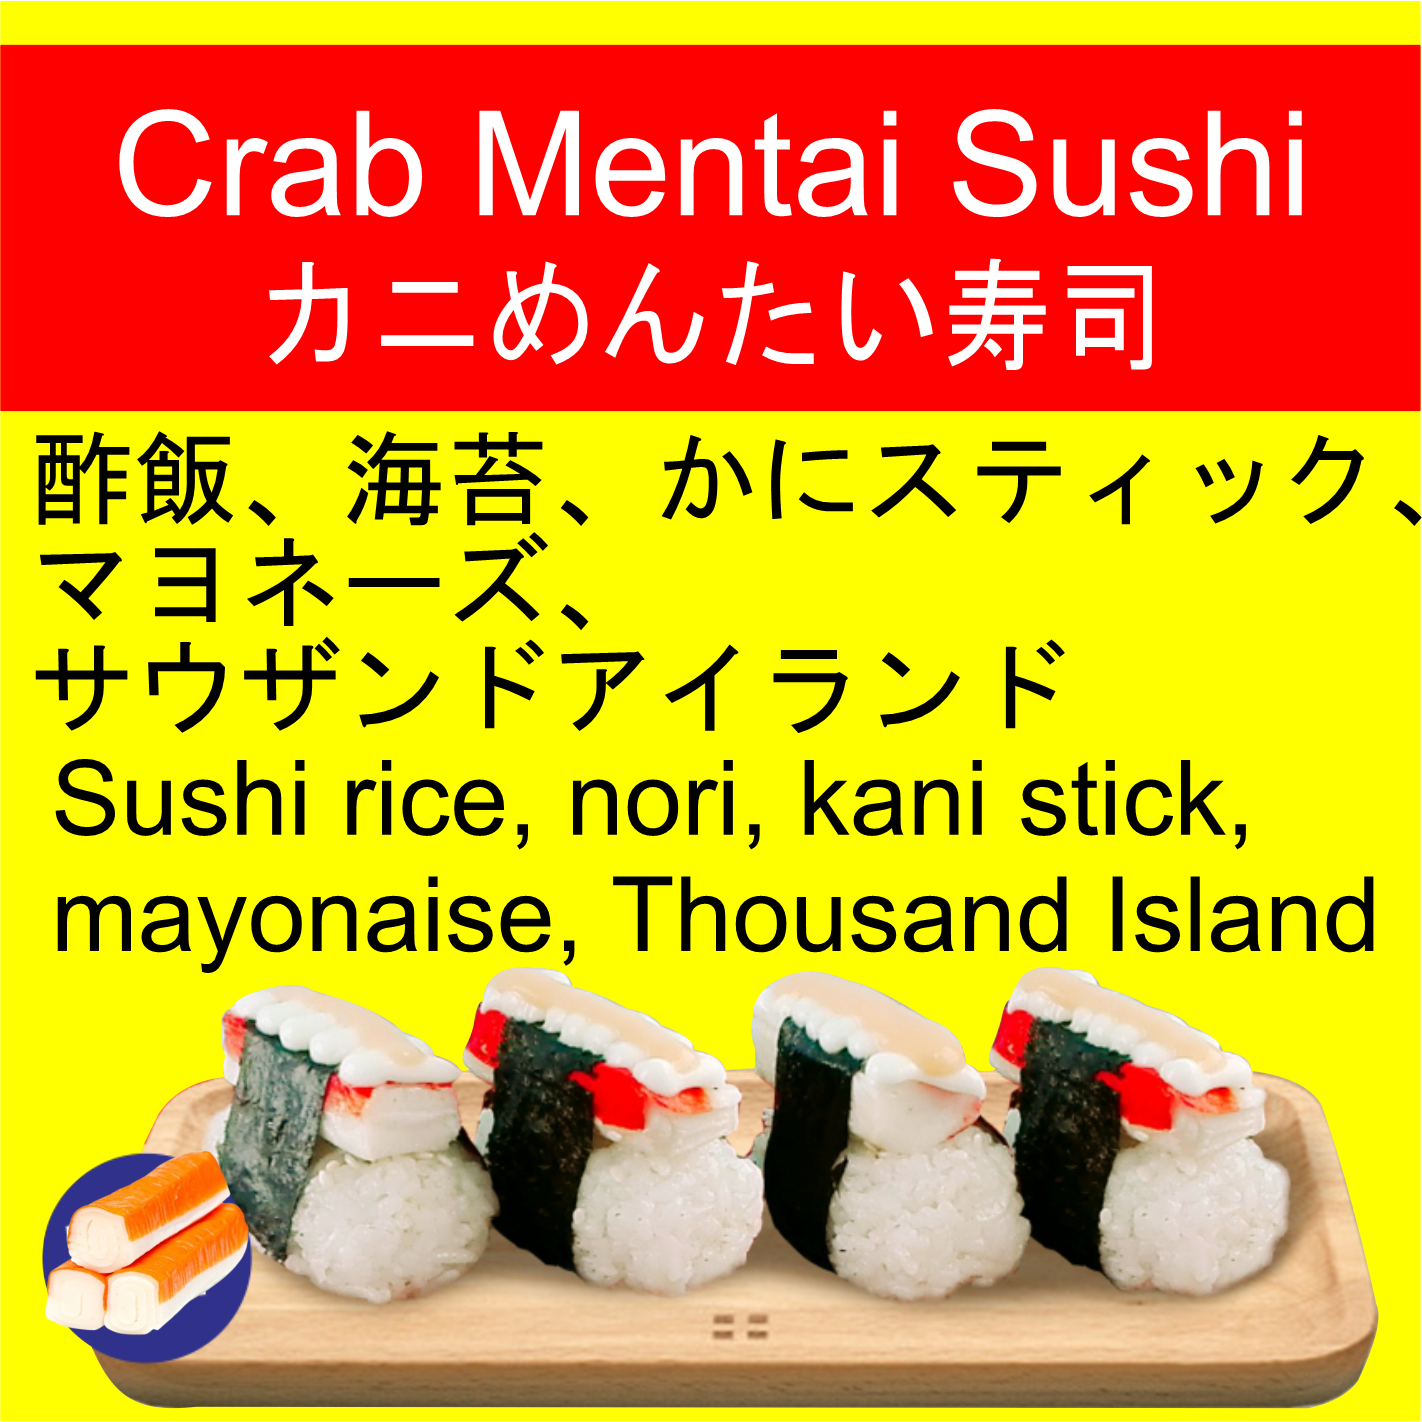 Crab Mentai Sushi
カニめんたい寿司
酢飯、海苔、かにスティック、
マヨネーズ、
サウザンドアイランド
Sushi rice, nori, kani stick,
mayonaise, Thousand Island